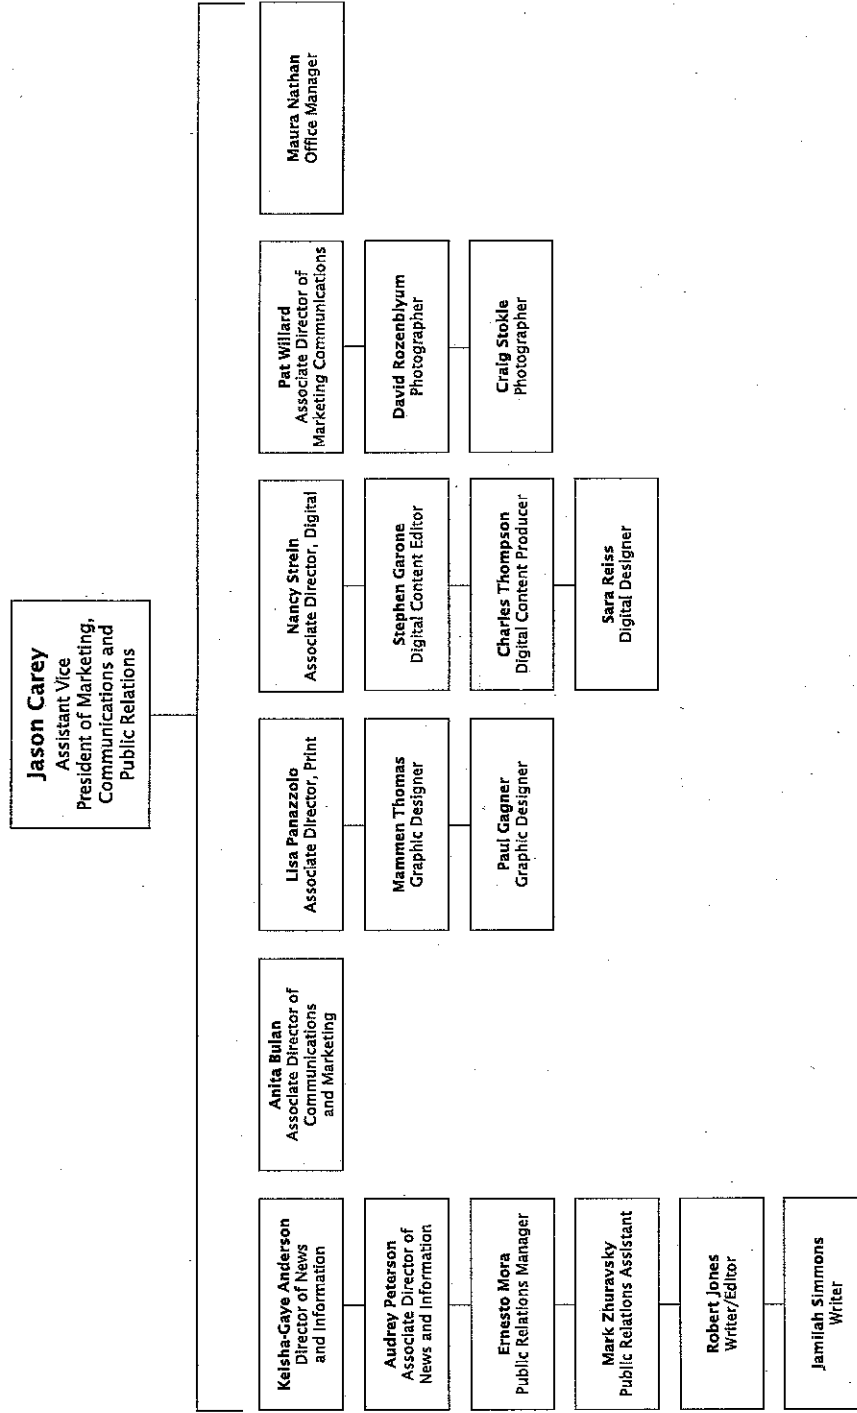 Jason Carey
Assistant Vice
President of Marketing,
Communications and
Public Relations
Keisha-Gaye Anderson
Director of News
and Information
Audrey Peterson
Associate Director of
News and Information
Ernesto Mora
Public Relations Manager
Mark Zhuravsky
Public Relations Assistant
Robert Jones
Writer/Editor
Jamilah Simmons
Writer
Anita Bulan
Associate Director of
Communications
and Marketing
Lisa Panazzolo
Associate Director, Print
Mammen Thomas
Graphic Designer
Paul Gagner
Graphic Designer
Nancy Strein
Associate Director, Digital
Stephen Garone
Digital Content Editor
Charles Thompson
Digital Content Producer
Sara Reiss
Digital Designer
Pat Willard
Associate Director of
Marketing Communications
David Rozenblyum
Photographer
Craig Stokle
Photographer
Maura Nathan
Office Manager